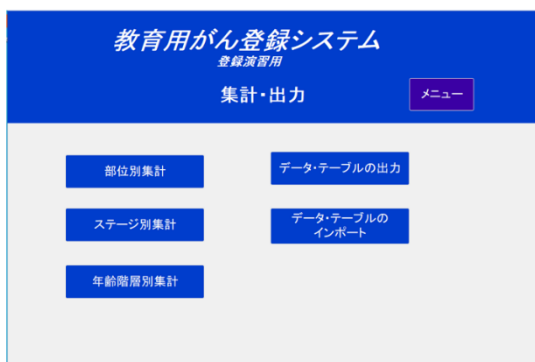 教育用がん登録システム
登録演習用
集計・出力
メニュー
部位別集計
データ・テーブルの出力
ステージ別集計
データ・テーブルの
インポート
年齢階層別集計